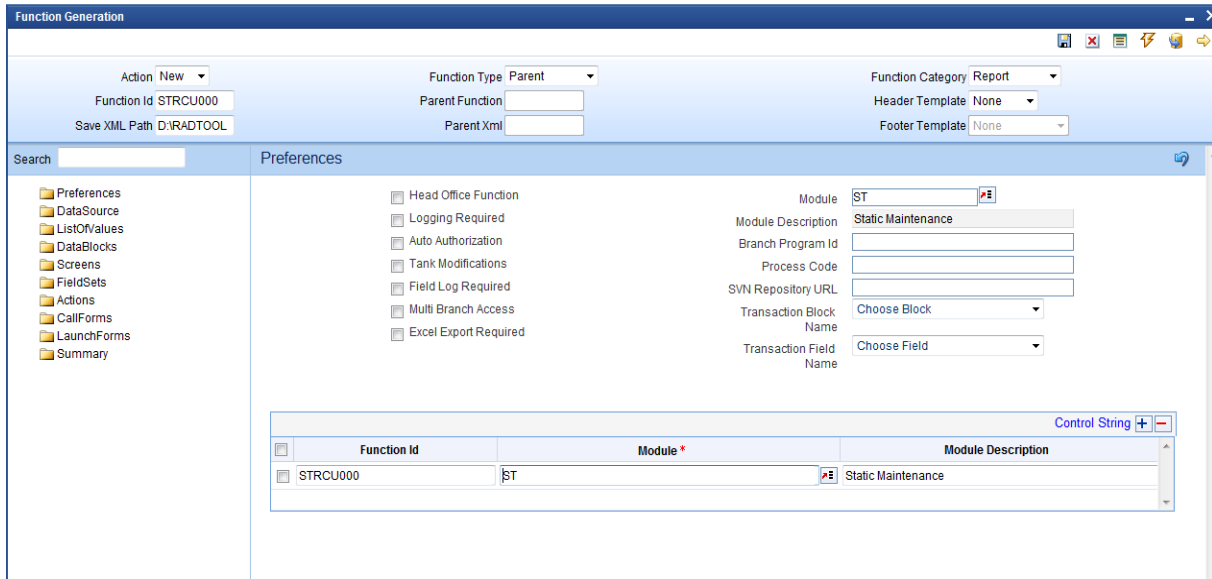 Function Generation
Action New
Function Type Parent
Function Category Report
Function Id STRCU000
Parent Function
Header Template None
Save XML Path D:\RADTOOL
Parent Xml
Footer Template None
Search
Preferences
DataSource
ListOfValues
DataBlocks
Screens
FieldSets
Actions
CallForms
LaunchForms
Summary
Preferences
Head Office Function
Logging Required
Auto Authorization
Tank Modifications
Field Log Required
Multi Branch Access
Excel Export Required
Module ST
Module Description Static Maintenance
Branch Program Id
Process Code
SVN Repository URL
Transaction Block Choose Block
Name
Transaction Field Choose Field
Name
Control String + −
Function Id Module * Module Description
STRCU000 ST Static Maintenance